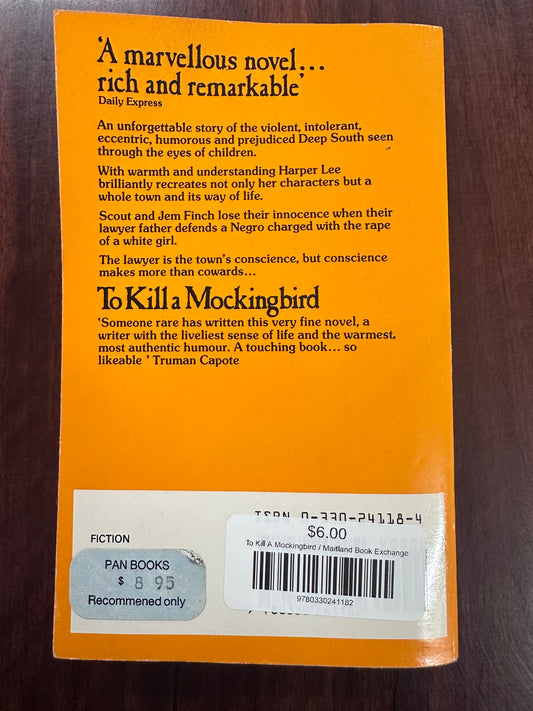 ‘A marvellous novel...
rich and remarkable’
Daily Express
An unforgettable story of the violent, intolerant,
eccentric, humorous and prejudiced Deep South seen
through the eyes of children.
With warmth and understanding Harper Lee
brilliantly recreates not only her characters but a
whole town and its way of life.
Scout and Jem Finch lose their innocence when their
lawyer father defends a Negro charged with the rape
of a white girl.
The lawyer is the town's conscience, but conscience
makes more than cowards...
To Kill a Mockingbird
‘Someone rare has written this very fine novel, a
writer with the liveliest sense of life and the warmest,
most authentic humour. A touching book... so
likeable ’ Truman Capote
ISBN 0-330-24118-4
FICTION
PAN BOOKS
$ 8 95
Recommened only
$6.00
To Kill A Mockingbird / Maitland Book Exchange
9780330241182